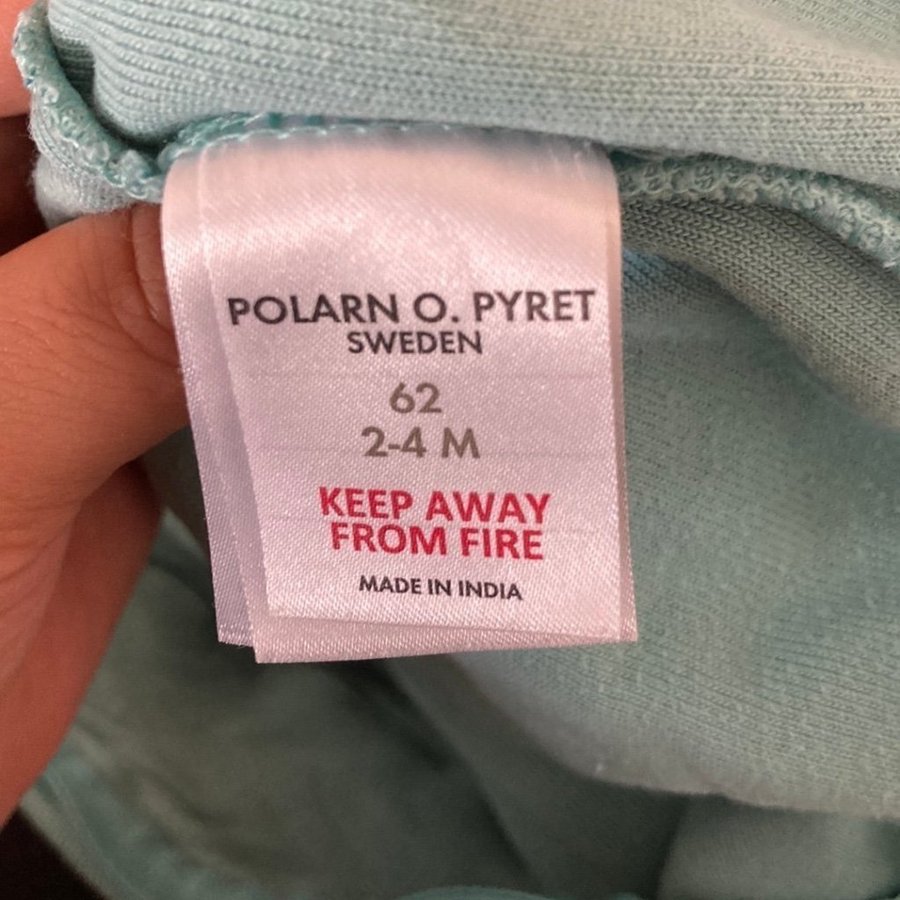 POLARN O. PYRET
SWEDEN
62
2-4 M
KEEP AWAY
FROM FIRE
MADE IN INDIA